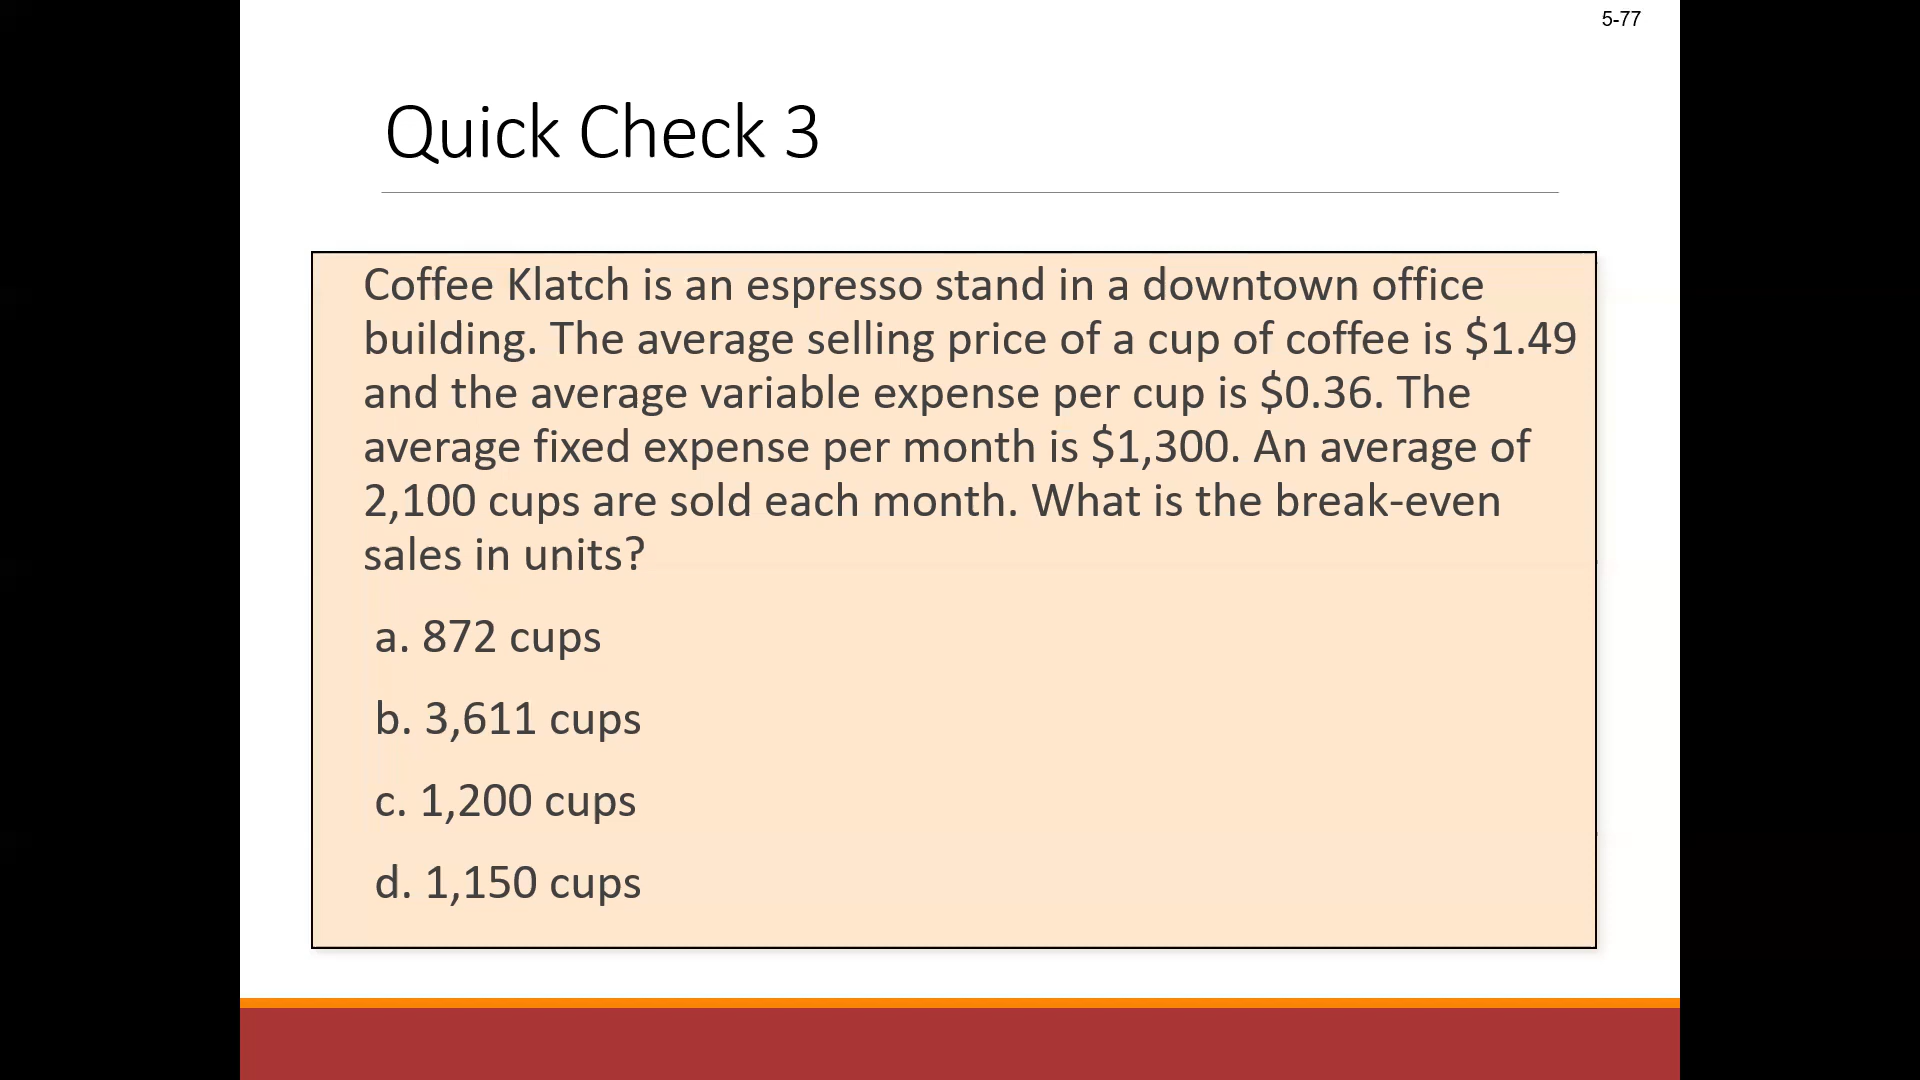 5-77
Quick Check 3
Coffee Klatch is an espresso stand in a downtown office
building. The average selling price of a cup of coffee is $1.49
and the average variable expense per cup is $0.36. The
average fixed expense per month is $1,300. An average of
2,100 cups are sold each month. What is the break-even
sales in units?
a. 872 cups
b. 3,611 cups
c. 1,200 cups
d. 1,150 cups